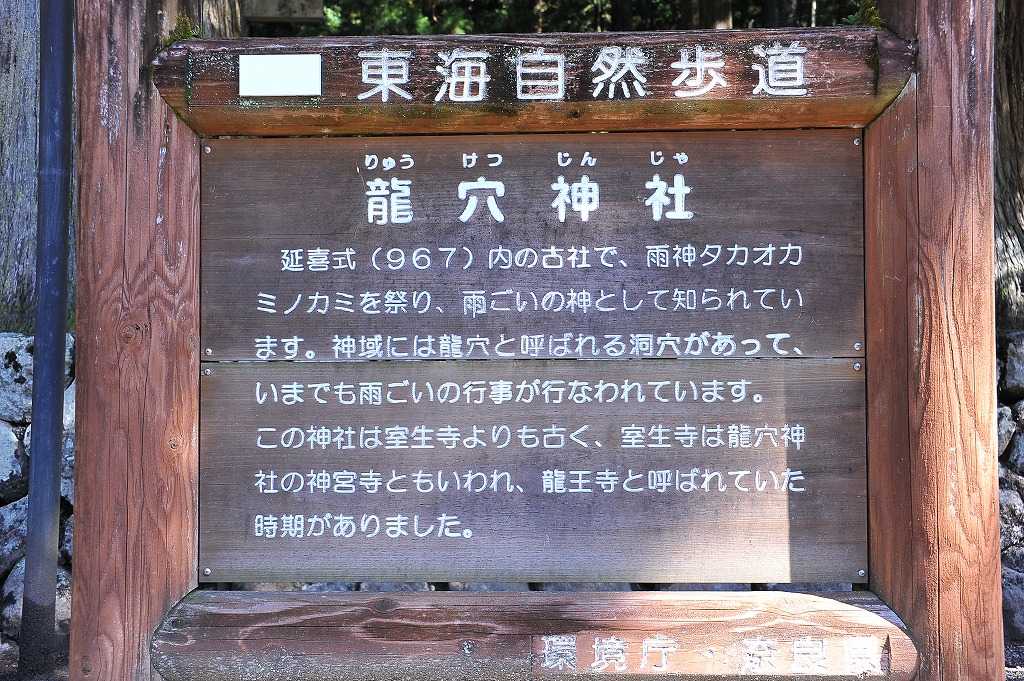 東海自然歩道
りゅう けつ じん じゃ
龍穴神社
延喜式（967）内の古社で、雨神タカオカ
ミノカミを祭り、雨ごいの神として知られてい
ます。神域には龍穴と呼ばれる洞穴があって、
いまでも雨ごいの行事が行なわれています。
この神社は室生寺よりも古く、室生寺は龍穴神
社の神宮寺ともいわれ、龍王寺と呼ばれていた
時期がありました。
環境庁・奈良県